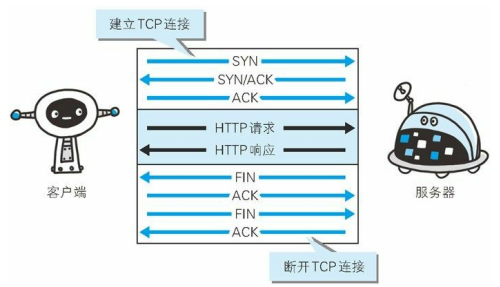 建立TCP连接
SYN
SYN/ACK
ACK
HTTP请求
HTTP响应
客户端
服务器
FIN
ACK
FIN
ACK
断开TCP连接